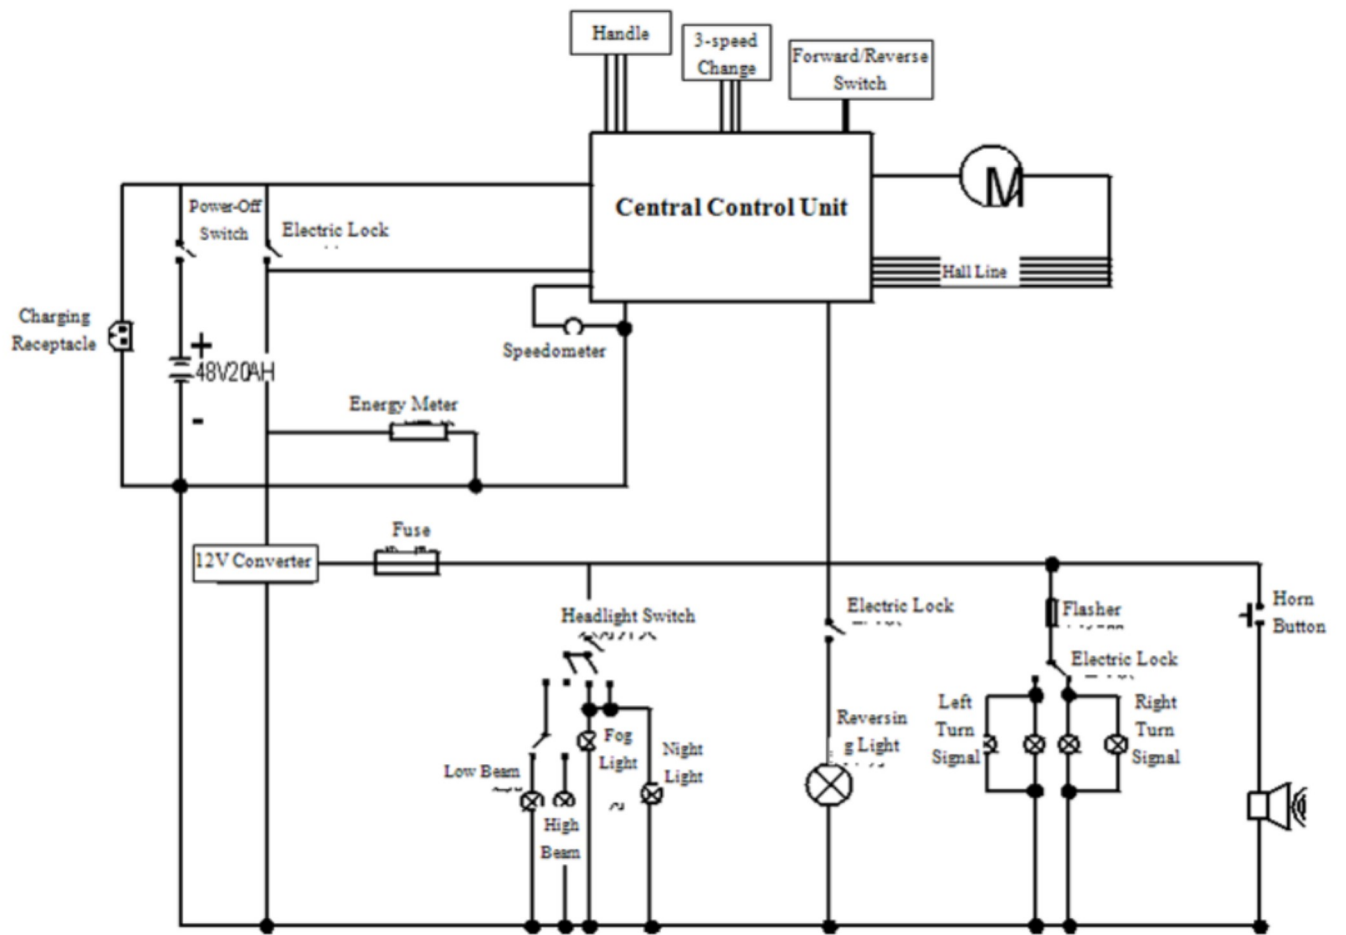 Handle
3-speed
Change
Forward/Reverse
Switch
Central Control Unit
M
Power-Off
Switch
Electric Lock
Hall Line
Charging
Receptacle
+
48V20AH
-
Speedometer
Energy Meter
Fuse
12V Converter
Headlight Switch
Electric Lock
Flasher
Horn
Button
Electric Lock
Left
Turn
Signal
Right
Turn
Signal
Reversin
g Light
Fog
Light
Night
Light
Low Beam
High
Beam